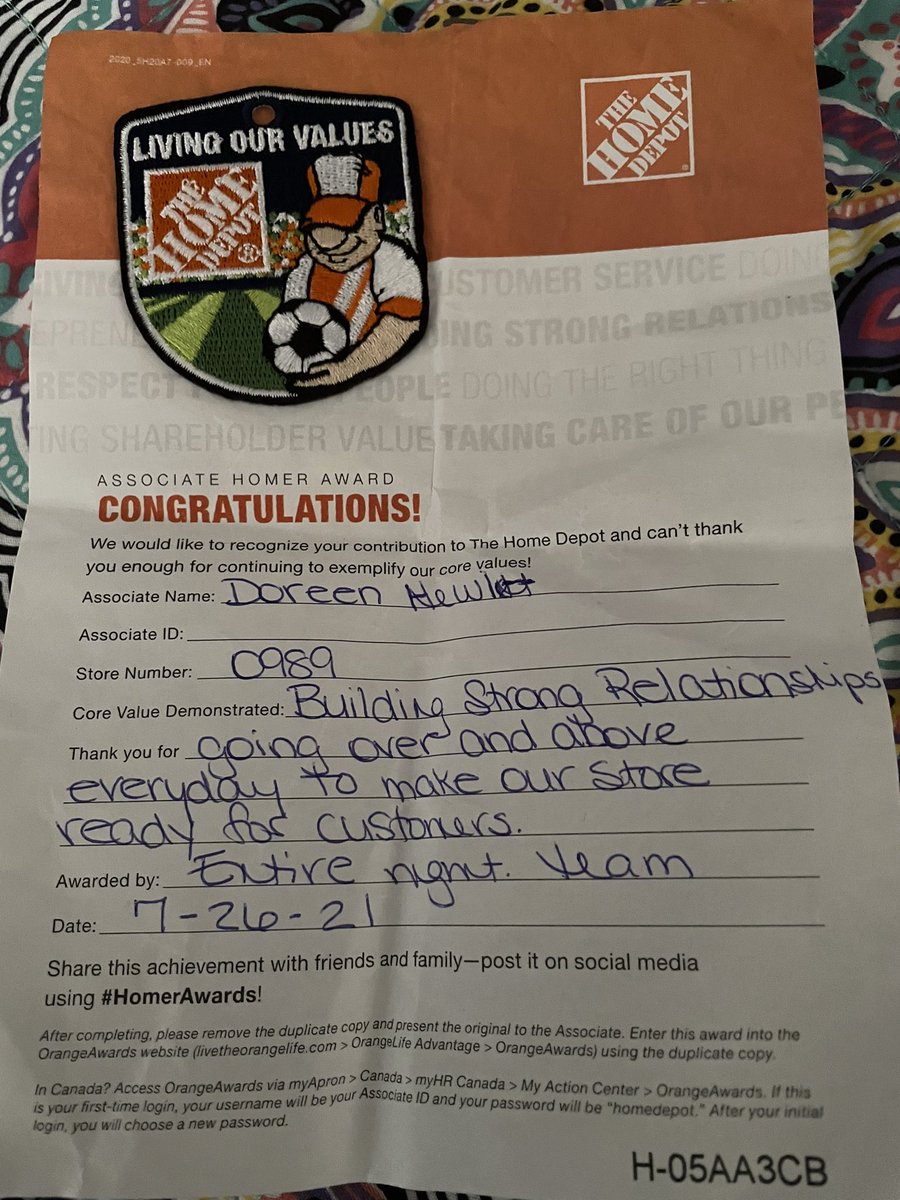 2020_SH20A7-009_EN
LIVING OUR VALUES
THE
HOME
DEPOT
®
THE
HOME
DEPOT
®
LIVING
CUSTOMER SERVICE DOING
ING STRONG RELATIONS
RESPECT
PEOPLE DOING THE RIGHT THING
ING SHAREHOLDER VALUE TAKING CARE OF OUR PE
ASSOCIATE HOMER AWARD
CONGRATULATIONS!
We would like to recognize your contribution to The Home Depot and can't thank
you enough for continuing to exemplify our core values!
Associate Name: Doreen Hewlett
Associate ID:
Store Number: 0989
Core Value Demonstrated: Building Strong Relationships
Thank you for going over and above
everyday to make our store
ready for customers.
Awarded by: Entire night. team
Date: 7-26-21
Share this achievement with friends and family—post it on social media
using #HomerAwards!
After completing, please remove the duplicate copy and present the original to the Associate. Enter this award into the
OrangeAwards website (livetheorangelife.com > OrangeLife Advantage > OrangeAwards) using the duplicate copy.
In Canada? Access OrangeAwards via myApron > Canada > myHR Canada > My Action Center > OrangeAwards. If this
is your first-time login, your username will be your Associate ID and your password will be "homedepot." After your initial
login, you will choose a new password.
H-05AA3CB